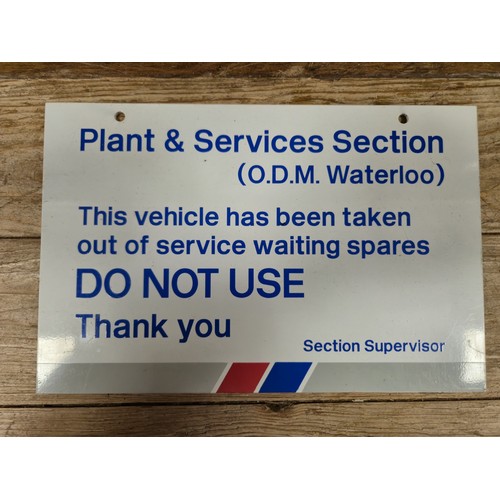 Plant & Services Section
(O.D.M. Waterloo)
This vehicle has been taken
out of service waiting spares
DO NOT USE
Thank you
Section Supervisor